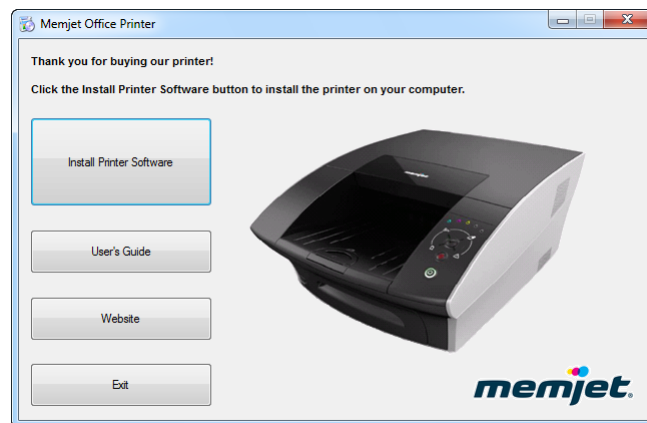 Memjet Office Printer
Thank you for buying our printer!
Click the Install Printer Software button to install the printer on your computer.
Install Printer Software
User's Guide
Website
Exit
memjet
memjet.